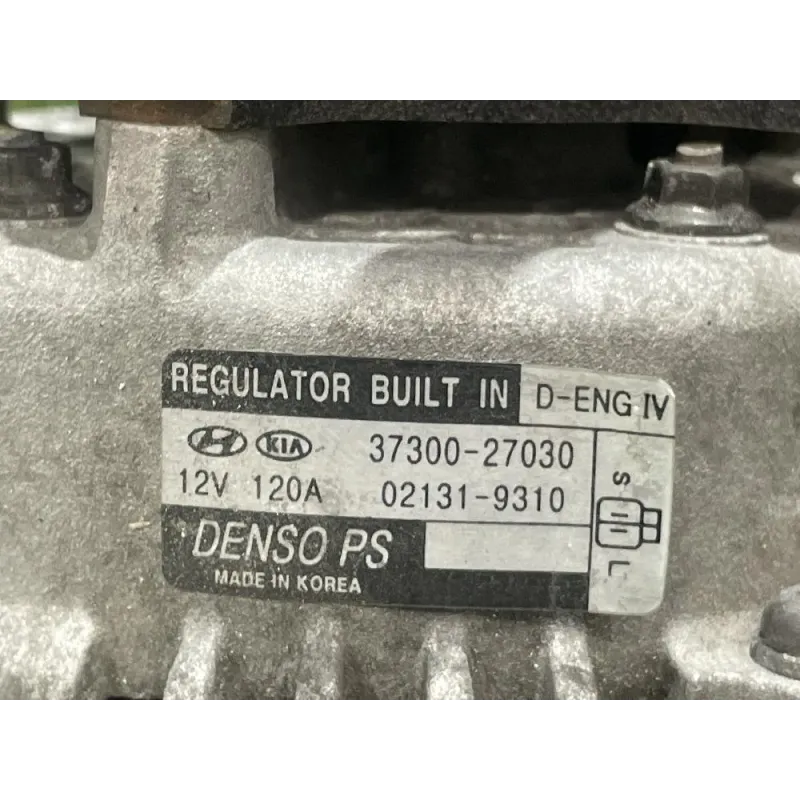 REGULATOR BUILT IN D-ENG IV
KIA 37300-27030
12V 120A 02131-9310
S
L
DENSO PS
MADE IN KOREA